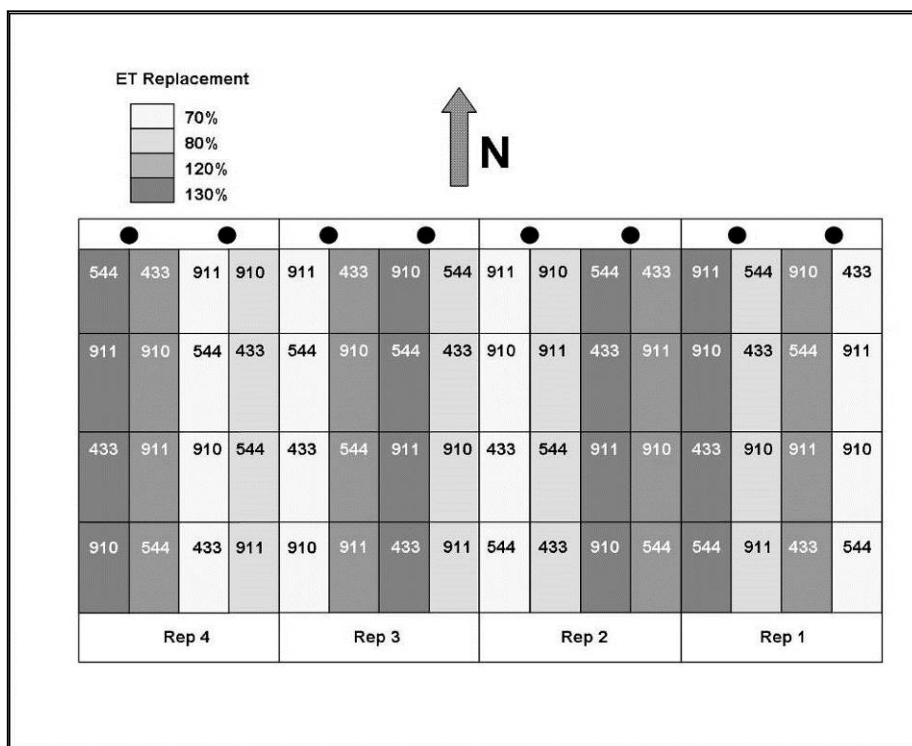 ET Replacement
70%
80%
120%
130%
N
544 433 911 910 911 433 910 544 911 910 544 433 911 544 910 433
911 910 544 433 544 910 544 433 910 911 433 911 910 433 544 911
433 911 910 544 433 544 911 910 433 544 911 910 433 910 911 910
910 544 433 911 910 911 433 911 544 433 910 544 544 911 433 544
Rep 4 Rep 3 Rep 2 Rep 1